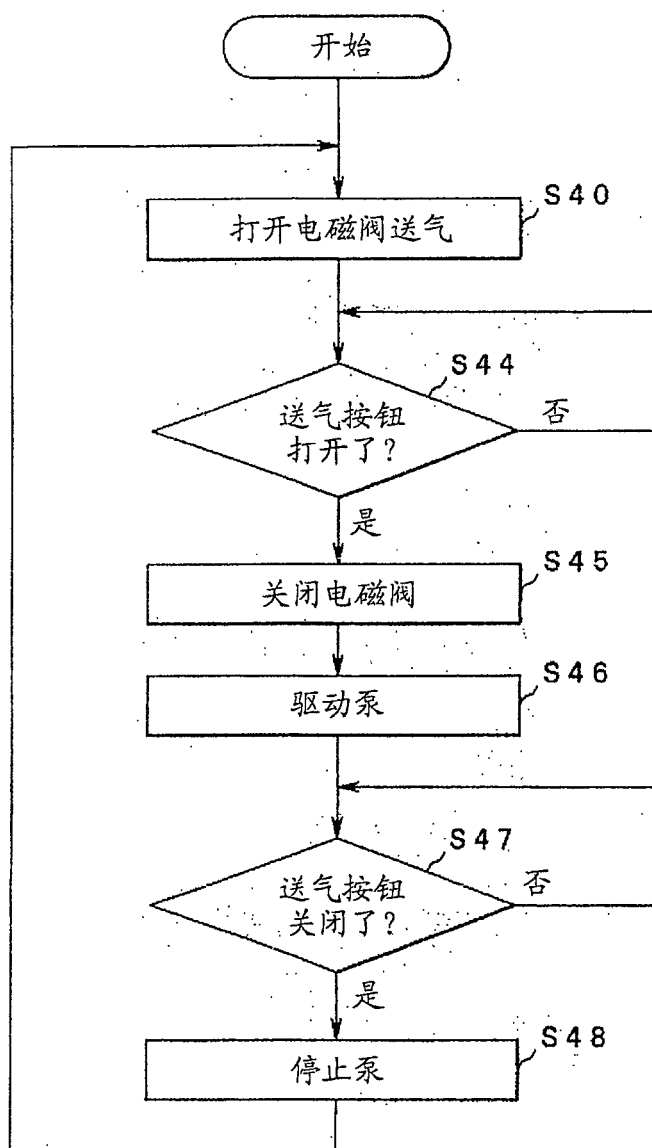 开始
S40
打开电磁阀送气
S44
送气按钮
打开了?
否
是
S45
关闭电磁阀
S46
驱动泵
S47
送气按钮
关闭了?
否
是
S48
停止泵